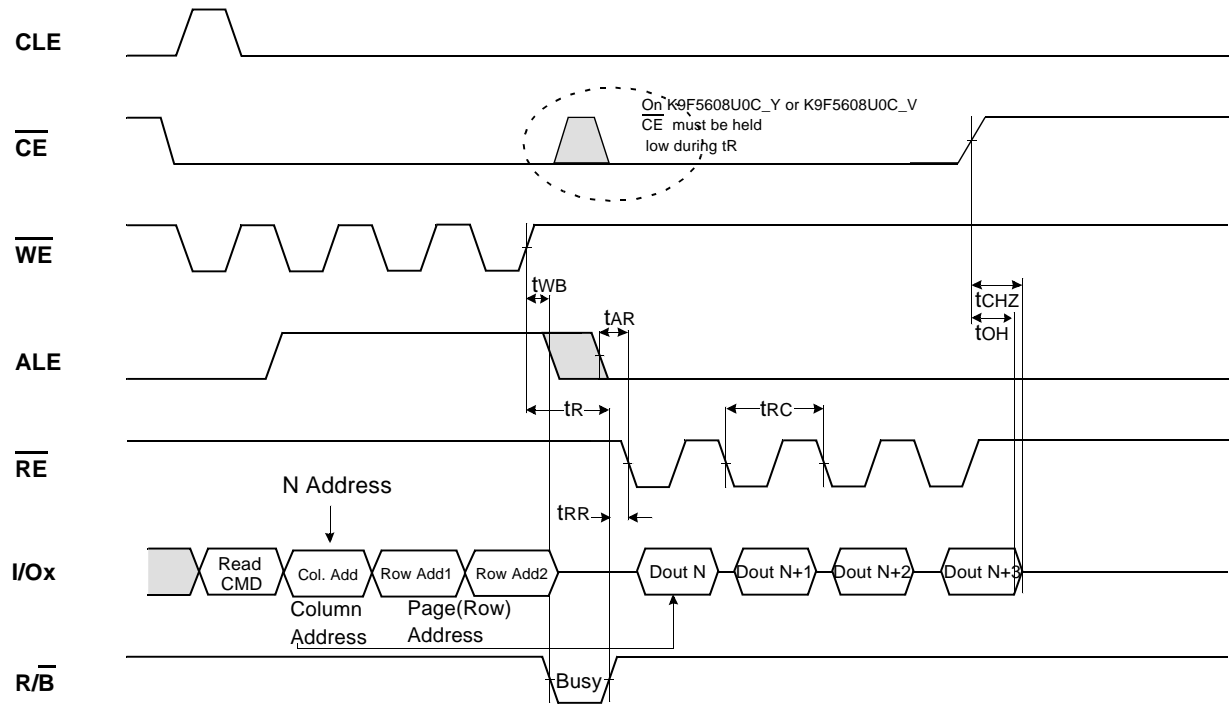 CLE
On K9F5608U0C_Y or K9F5608U0C_V
CE must be held
low during tR
CE
WE
tWB
tCHZ
tAR
tOH
ALE
tR
tRC
RE
N Address
tRR
I/Ox
Read
CMD
Col. Add
Row Add1
Row Add2
Dout N
Dout N+1
Dout N+2
Dout N+3
Column
Address
Page(Row)
Address
R/B
Busy